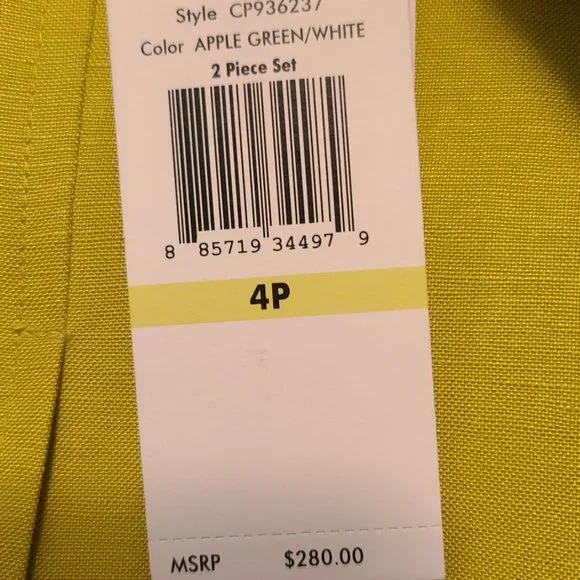 Style CP936237
Color APPLE GREEN/WHITE
2 Piece Set
8 85719 34497 9
4P
MSRP $280.00